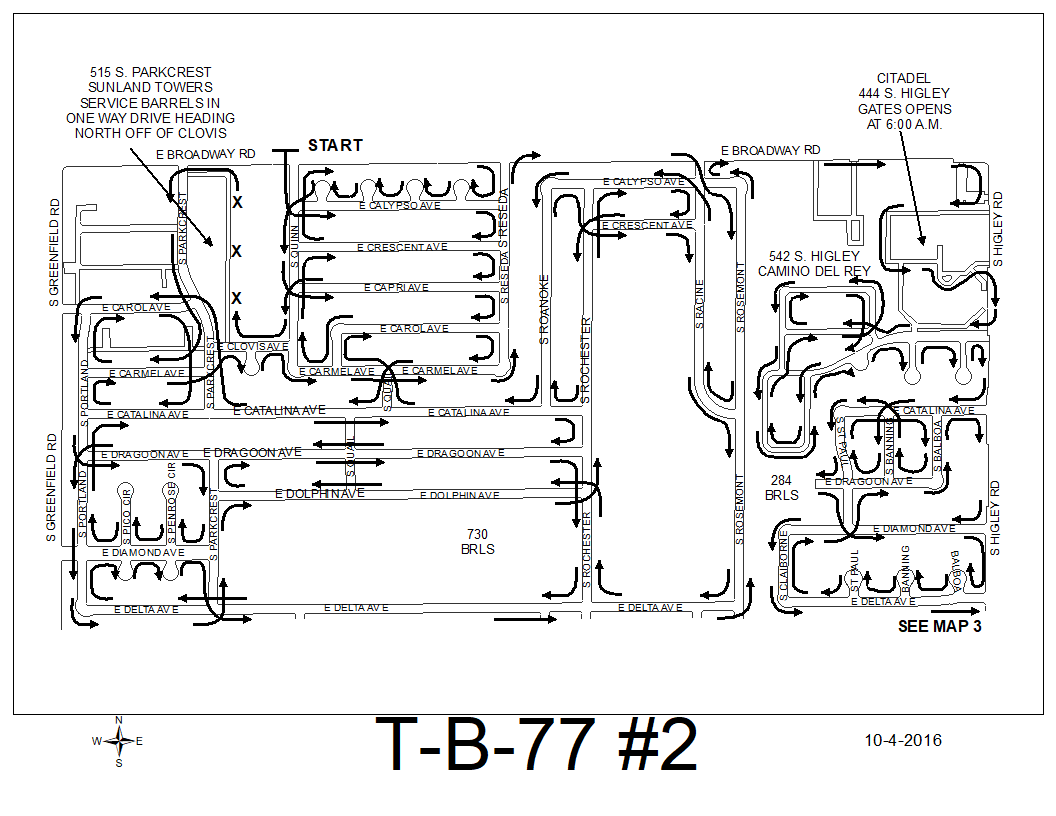 515 S. PARKCREST
SUNLAND TOWERS
SERVICE BARRELS IN
ONE WAY DRIVE HEADING
NORTH OFF OF CLOVIS
CITADEL
444 S. HIGLEY
GATES OPENS
AT 6:00 A.M.
START
E BROADWAY RD
E BROADWAY RD
S GREENFIELD RD
S PARKCREST
X
X
X
S QUINN
E CALYPSO AVE
E CALYPSO AVE
S RESEDA
E CRESCENT AVE
E CRESCENT AVE
S HIGLEY RD
542 S. HIGLEY
CAMINO DEL REY
S RESEDA
E CAPRI AVE
S ROANOKE
S RACINE
S ROSEMONT
E CAROL AVE
E CAROL AVE
S ROCHESTER
S PARKCREST
E CLOVIS AVE
E CARMEL AVE
E CARMEL AVE
E CARMEL AVE
S PORTLAND
S QUAIL
E CATALINA AVE
E CATALINA AVE
E CATALINA AVE
E CATALINA AVE
S GREENFIELD RD
E DRAGOON AVE
E DRAGOON AVE
S QUAIL
E DRAGOON AVE
S ST PAUL
S BANNING
S BALBOA
284
BRLS
E DRAGOON AVE
S PORTLAND
S PICO CIR
S PENROSE CIR
S PARKCREST
E DOLPHIN AVE
E DOLPHIN AVE
S ROCHESTER
S ROSEMONT
S HIGLEY RD
730
BRLS
E DIAMOND AVE
E DIAMOND AVE
S CLAIBORNE
ST PAUL
BANNING
BALBOA
E DELTA AVE
E DELTA AVE
E DELTA AVE
E DELTA AVE
SEE MAP 3
N
W
E
S
T-B-77 #2
10-4-2016